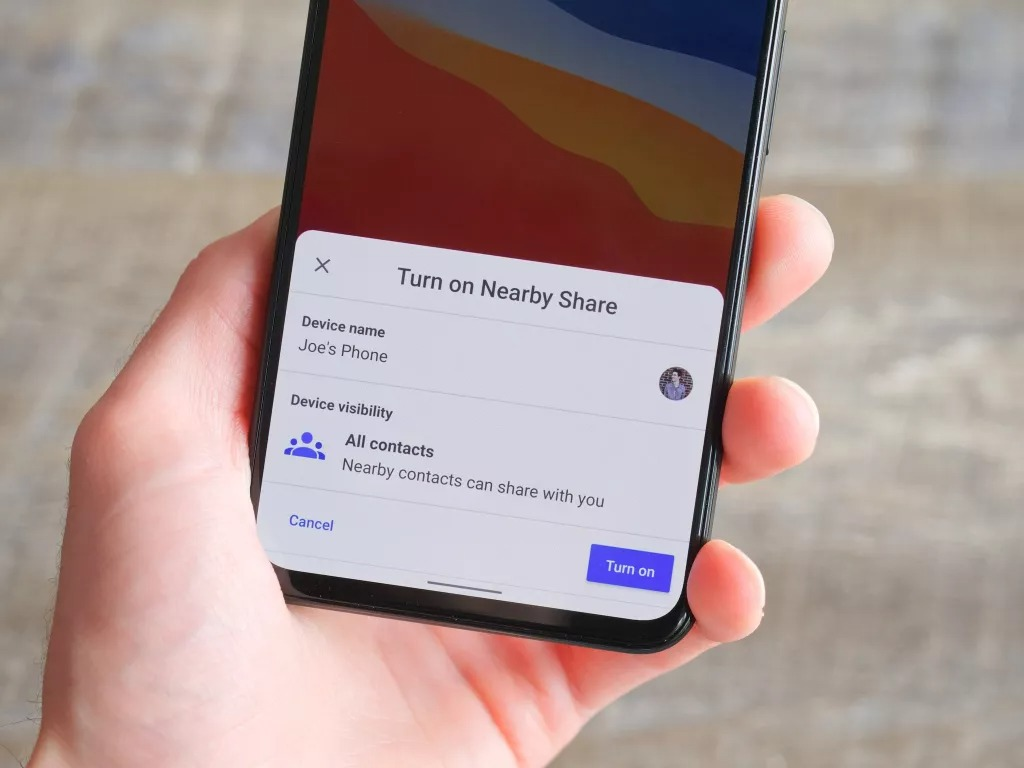 Turn on Nearby Share
Device name
Joe's Phone
Device visibility
All contacts
Nearby contacts can share with you
Cancel
Turn on